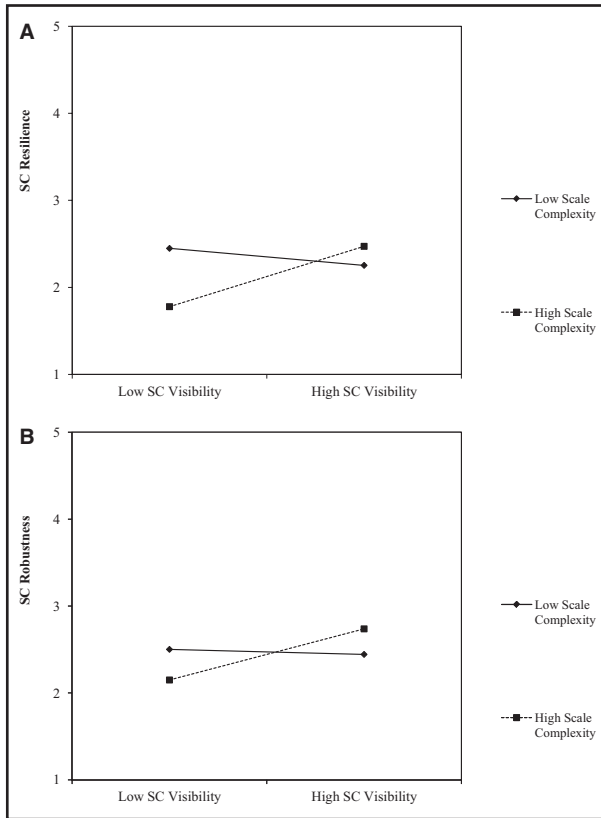 A
5
4
3
2
1
SC Resilience
Low SC Visibility
High SC Visibility
Low Scale
Complexity
High Scale
Complexity
B
5
4
3
2
1
SC Robustness
Low SC Visibility
High SC Visibility
Low Scale
Complexity
High Scale
Complexity